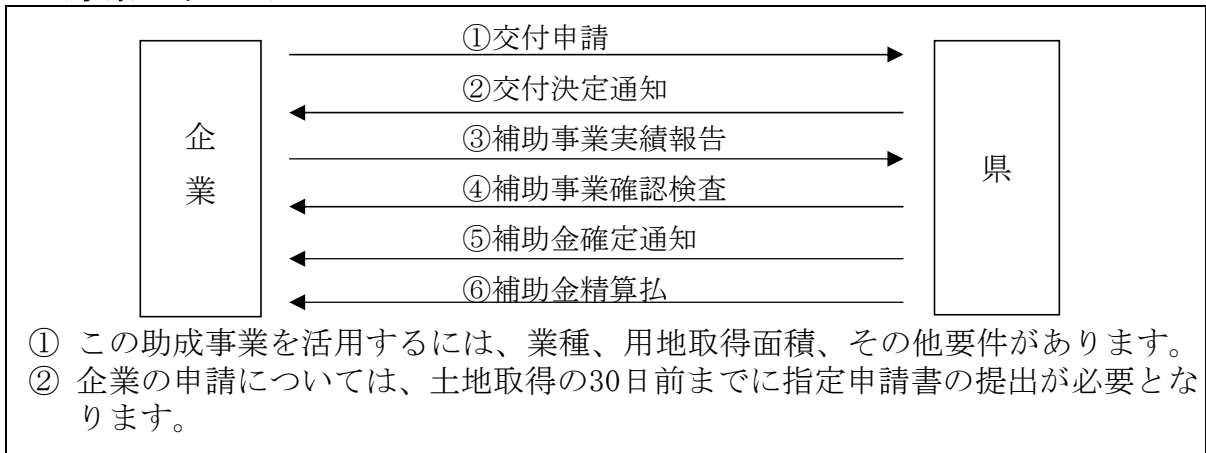 ①交付申請
②交付決定通知
③補助事業実績報告
④補助事業確認検査
⑤補助金確定通知
⑥補助金精算払
企業
県
① この助成事業を活用するには、業種、用地取得面積、その他要件があります。
② 企業の申請については、土地取得の30日前までに指定申請書の提出が必要とな
ります。